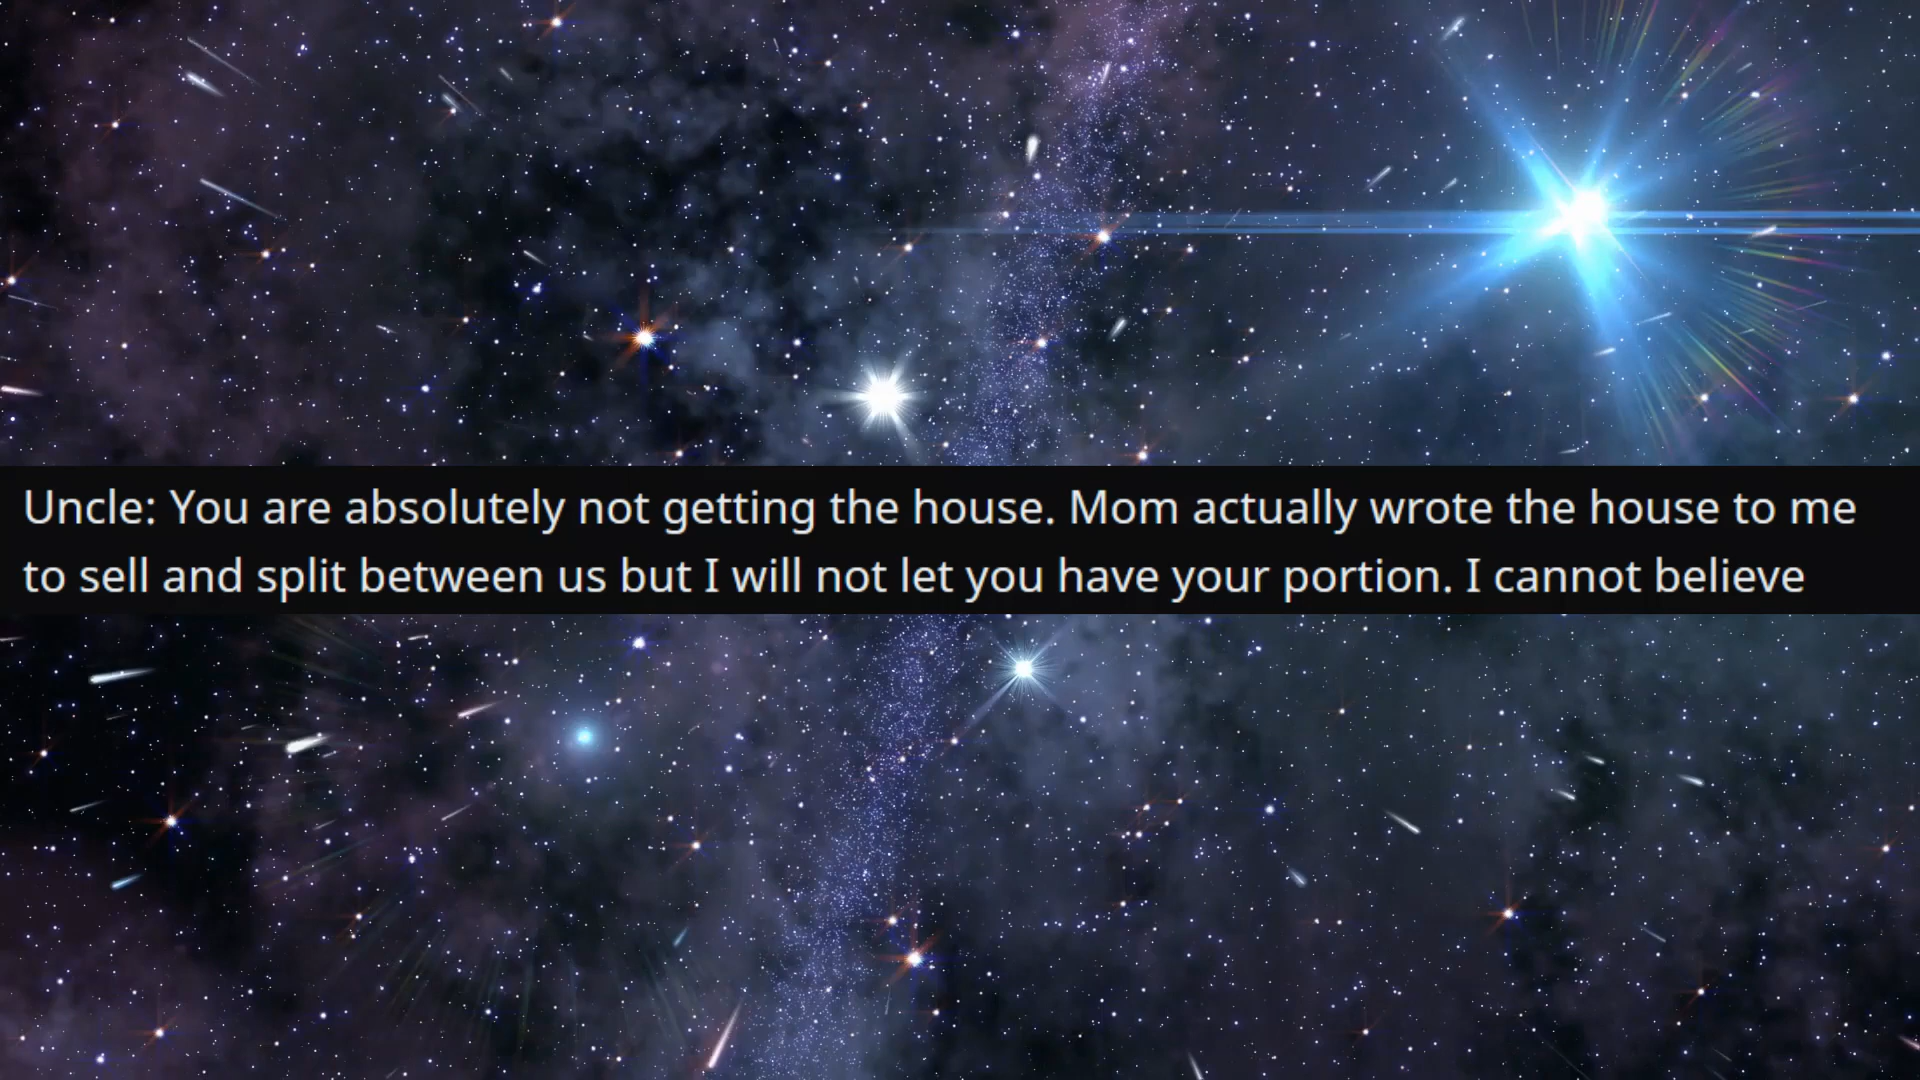 Uncle: You are absolutely not getting the house. Mom actually wrote the house to me
to sell and split between us but I will not let you have your portion. I cannot believe